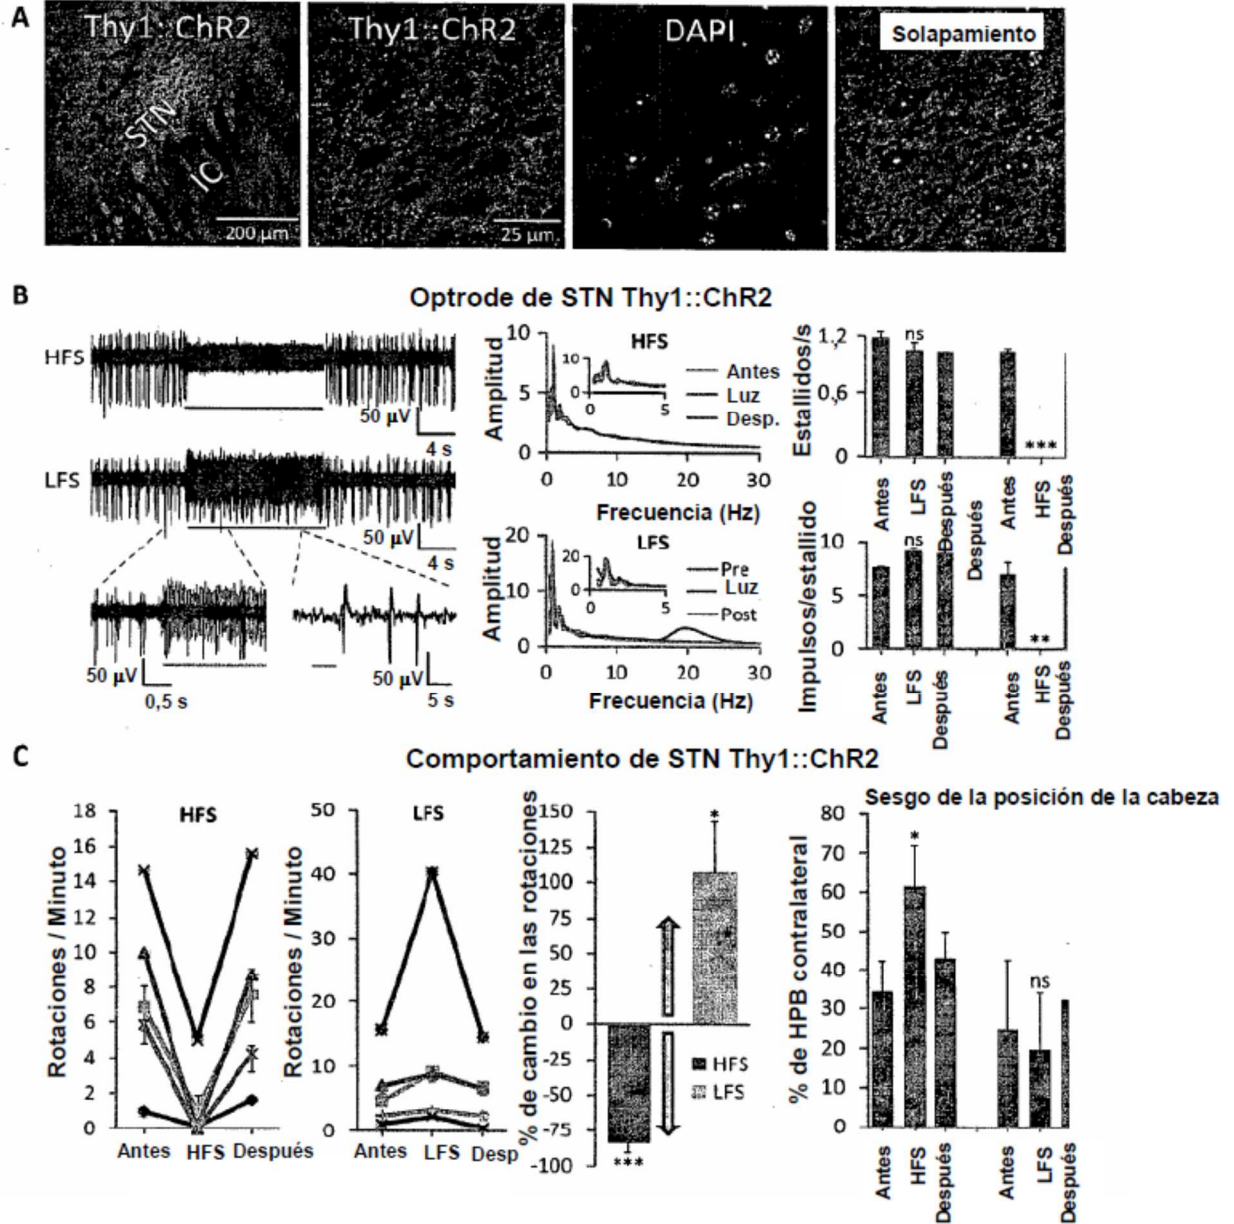 A
Thy1::ChR2
STN
IC
200 µm
Thy1::ChR2
25 µm
DAPI
Solapamiento
B
Optrode de STN Thy1::ChR2
HFS
50 µV
4 s
LFS
50 µV
4 s
50 µV
0,5 s
50 µV
5 s
Amplitud
10
5
0
HFS
10
0
0
5
Antes
Luz
Desp.
0
10
20
30
Frecuencia (Hz)
Amplitud
20
10
0
LFS
20
0
0
5
Pre
Luz
Post
0
10
20
30
Frecuencia (Hz)
Estallidos/s
1,2
0,6
0
ns
***
Antes
LFS
Después
Después
Antes
HFS
Después
Impulsos/estallido
10
5
0
ns
**
Antes
LFS
Después
Antes
HFS
Después
C
Comportamiento de STN Thy1::ChR2
Rotaciones / Minuto
18
16
14
12
10
8
6
4
2
0
HFS
Antes
HFS
Después
Rotaciones / Minuto
50
40
30
20
10
0
LFS
Antes
LFS
Desp
% de cambio en las rotaciones
150
125
100
75
50
25
0
-25
-50
-75
-100
*
***
HFS
LFS
Sesgo de la posición de la cabeza
% de HPB contralateral
80
70
60
50
40
30
20
10
0
*
ns
Antes
HFS
Después
Antes
LFS
Después